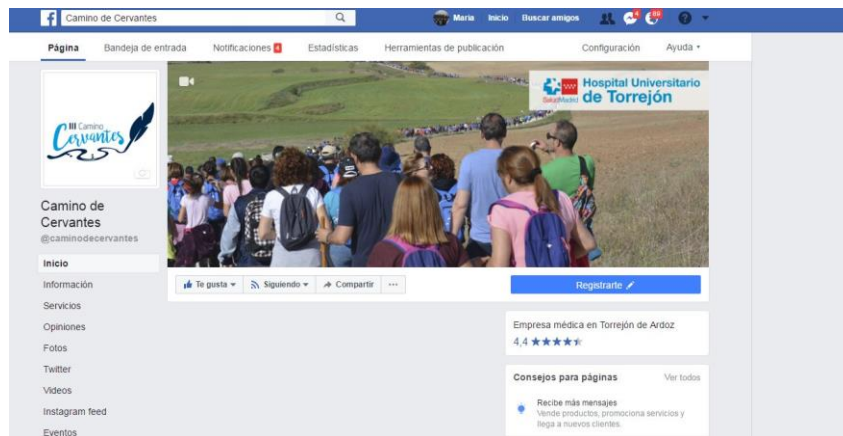 Camino de Cervantes
Maria Inicio Buscar amigos 4 86
Página Bandeja de entrada Notificaciones 4 Estadísticas Herramientas de publicación Configuración Ayuda
Hospital Universitario
de Torrejón
SaludMadrid
III Camino
Cervantes
Camino de
Cervantes
@caminodecervantes
Inicio
Información
Servicios
Opiniones
Fotos
Twitter
Videos
Instagram feed
Eventos
Te gusta Siguiendo Compartir
Registrarte
Empresa médica en Torrejón de Ardoz
4,4
Consejos para páginas Ver todos
Recibe más mensajes
Vende productos, promociona servicios y
llega a nuevos clientes.